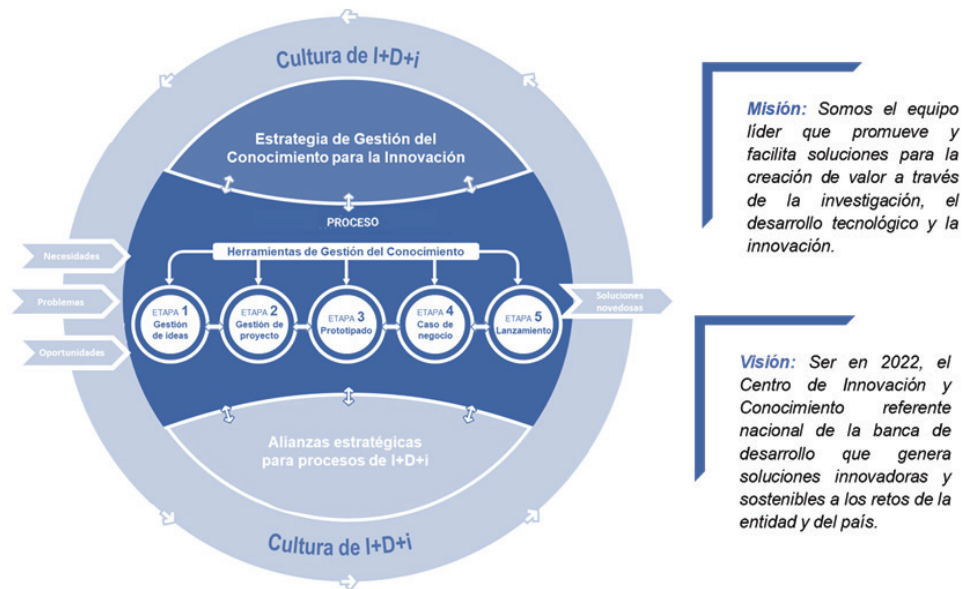 Cultura de I+D+i
Estrategia de Gestión del
Conocimiento para la Innovación
PROCESO
Herramientas de Gestión del Conocimiento
Necesidades
Problemas
Oportunidades
ETAPA 1
Gestión
de ideas
ETAPA 2
Gestión de
proyecto
ETAPA 3
Prototipado
ETAPA 4
Caso de
negocio
ETAPA 5
Lanzamiento
Soluciones
novedosas
Alianzas estratégicas
para procesos de I+D+i
Cultura de I+D+i
Misión: Somos el equipo
líder que promueve y
facilita soluciones para la
creación de valor a través
de la investigación, el
desarrollo tecnológico y la
innovación.
Visión: Ser en 2022, el
Centro de Innovación y
Conocimiento referente
nacional de la banca de
desarrollo que genera
soluciones innovadoras y
sostenibles a los retos de la
entidad y del país.